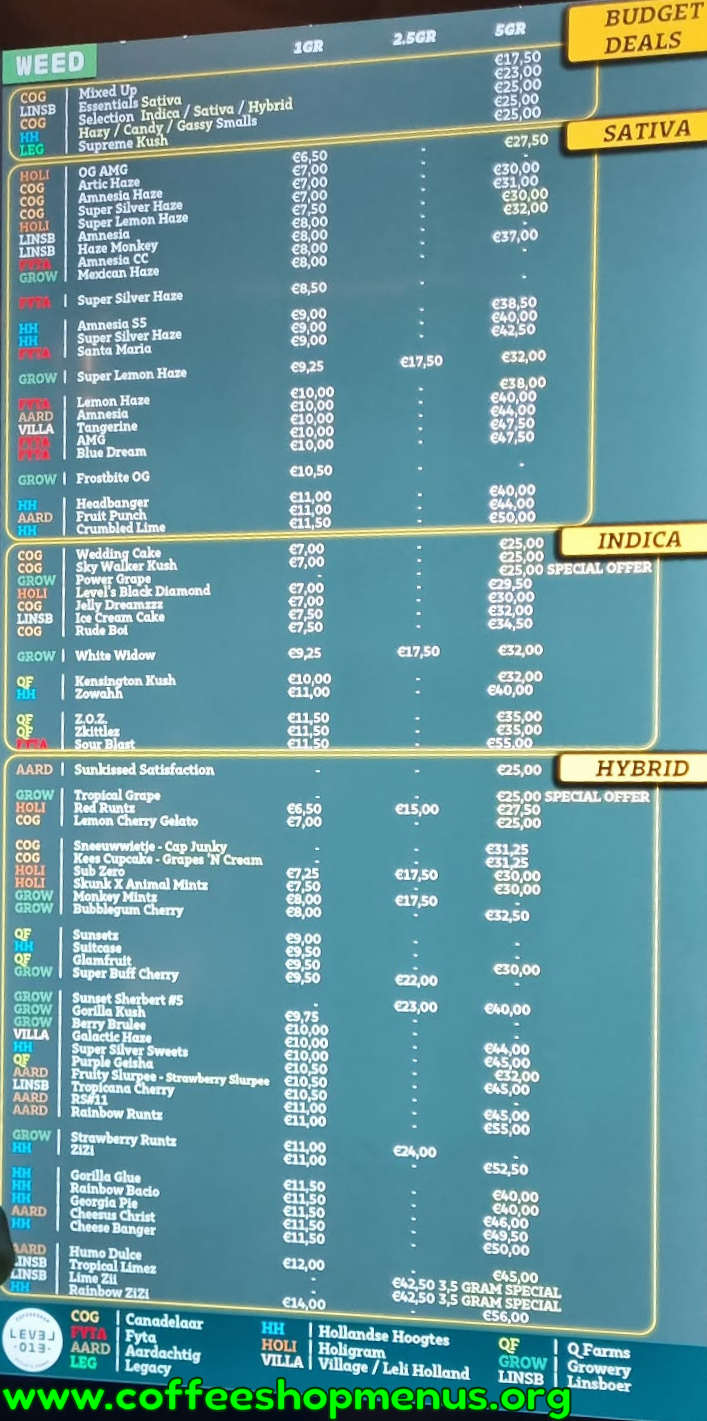 WEED 1GR 2.5GR 5GR BUDGET DEALS
COG | Mixed Up €17,50
LINSB | Essentials Sativa €23,00
COG | Selection Indica / Sativa / Hybrid €25,00
HH | Hazy / Candy / Gassy Smalls €25,00
LEG | Supreme Kush €25,00
SATIVA
HOLI | OG AMG €6,50 - €27,50
COG | Artic Haze €7,00 - -
COG | Amnesia Haze €7,00 - €30,00
COG | Super Silver Haze €7,00 - €31,00
HOLI | Super Lemon Haze €7,50 - €30,00
LINSB | Amnesia €8,00 - €32,00
LINSB | Haze Monkey €8,00 - -
FYTA | Amnesia CC €8,00 - €37,00
GROW | Mexican Haze €8,00 - -
FYTA | Super Silver Haze €8,50 - -
HH | Amnesia S5 €9,00 - €38,50
HH | Super Silver Haze €9,00 - €40,00
FYTA | Santa Maria €9,00 - €42,50
GROW | Super Lemon Haze €9,25 €17,50 €32,00
FYTA | Lemon Haze €10,00 - €38,00
AARD | Amnesia €10,00 - €40,00
VILLA | Tangerine €10,00 - €44,00
FYTA | AMG €10,00 - €47,50
FYTA | Blue Dream €10,00 - €47,50
GROW | Frostbite OG €10,50 - -
HH | Headbanger €11,00 - €40,00
AARD | Fruit Punch €11,00 - €44,00
HH | Crumbled Lime €11,50 - €50,00
INDICA
COG | Wedding Cake €7,00 - €25,00
COG | Sky Walker Kush €7,00 - €25,00
GROW | Power Grape - - €25,00 SPECIAL OFFER
HOLI | Level's Black Diamond €7,00 - €29,50
COG | Jelly Dreamzzz €7,00 - €30,00
LINSB | Ice Cream Cake €7,50 - €32,00
COG | Rude Boi €7,50 - €34,50
GROW | White Widow €9,25 €17,50 €32,00
QF | Kensington Kush €10,00 - €32,00
HH | Zowahh €11,00 - €40,00
QF | Z.O.Z. €11,50 - €35,00
QF | Zkittlez €11,50 - €35,00
FYTA | Sour Blast €11,50 - €55,00
HYBRID
AARD | Sunkissed Satisfaction - - €25,00
GROW | Tropical Grape - - €25,00 SPECIAL OFFER
HOLI | Red Runtz €6,50 €15,00 €27,50
COG | Lemon Cherry Gelato €7,00 - €25,00
COG | Sneeuwwietje - Cap Junky - - €31,25
COG | Kees Cupcake - Grapes 'N Cream - - €31,25
HOLI | Sub Zero €7,25 €17,50 €30,00
HOLI | Skunk X Animal Mintz €7,50 - €30,00
GROW | Monkey Mintz €8,00 €17,50 -
GROW | Bubblegum Cherry €8,00 - €32,50
QF | Sunsetz €9,00 - -
HH | Suitcase €9,50 - -
QF | Glamfruit €9,50 - €30,00
GROW | Super Buff Cherry €9,50 €22,00 -
GROW | Sunset Sherbert #5 - €23,00 €40,00
GROW | Gorilla Kush €9,75 - -
GROW | Berry Brulee €10,00 - -
VILLA | Galactic Haze €10,00 - €44,00
HH | Super Silver Sweets €10,00 - €45,00
QF | Purple Geisha €10,50 - €32,00
AARD | Fruity Slurpee - Strawberry Slurpee €10,50 - €45,00
LINSB | Tropicana Cherry €10,50 - -
AARD | RS#11 €11,00 - €45,00
AARD | Rainbow Runtz €11,00 - €55,00
GROW | Strawberry Runtz €11,00 €24,00 -
HH | ZiZi €11,00 - €52,50
HH | Gorilla Glue €11,50 - €40,00
HH | Rainbow Bacio €11,50 - €40,00
HH | Georgia Pie €11,50 - €46,00
AARD | Cheesus Christ €11,50 - €49,50
HH | Cheese Banger €11,50 - €50,00
AARD | Humo Dulce €12,00 - €45,00
LINSB | Tropical Limez - €42,50 3,5 GRAM SPECIAL
LINSB | Lime Zii - €42,50 3,5 GRAM SPECIAL
HH | Rainbow ZiZi €14,00 - €56,00
LEVEL
·013·
COG | Canadelaar
FYTA | Fyta
AARD | Aardachtig
LEG | Legacy
HH | Hollandse Hoogtes
HOLI | Holigram
VILLA | Village / Leli Holland
QF | Q Farms
GROW | Growery
LINSB | Linsboer
www.coffeeshopmenus.org